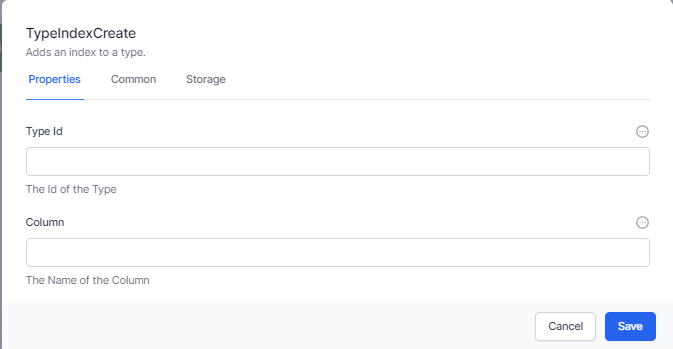 TypeIndexCreate
Adds an index to a type.
Properties Common Storage
Type Id
The Id of the Type
Column
The Name of the Column
Cancel Save